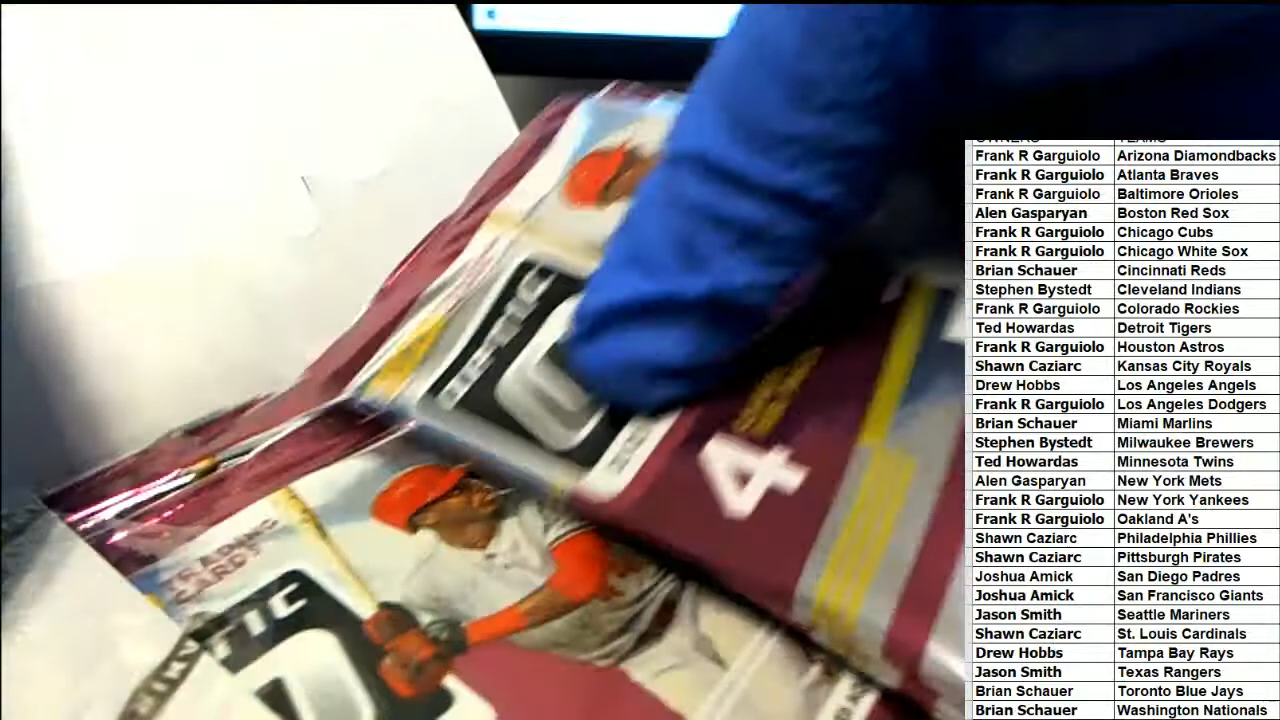 Frank R Garguiolo Arizona Diamondbacks
Frank R Garguiolo Atlanta Braves
Frank R Garguiolo Baltimore Orioles
Alen Gasparyan Boston Red Sox
Frank R Garguiolo Chicago Cubs
Frank R Garguiolo Chicago White Sox
Brian Schauer Cincinnati Reds
Stephen Bystedt Cleveland Indians
Frank R Garguiolo Colorado Rockies
Ted Howardas Detroit Tigers
Frank R Garguiolo Houston Astros
Shawn Caziarc Kansas City Royals
Drew Hobbs Los Angeles Angels
Frank R Garguiolo Los Angeles Dodgers
Brian Schauer Miami Marlins
Stephen Bystedt Milwaukee Brewers
Ted Howardas Minnesota Twins
Alen Gasparyan New York Mets
Frank R Garguiolo New York Yankees
Frank R Garguiolo Oakland A's
Shawn Caziarc Philadelphia Phillies
Shawn Caziarc Pittsburgh Pirates
Joshua Amick San Diego Padres
Joshua Amick San Francisco Giants
Jason Smith Seattle Mariners
Shawn Caziarc St. Louis Cardinals
Drew Hobbs Tampa Bay Rays
Jason Smith Texas Rangers
Brian Schauer Toronto Blue Jays
Brian Schauer Washington Nationals
4
TRADING
CARDS